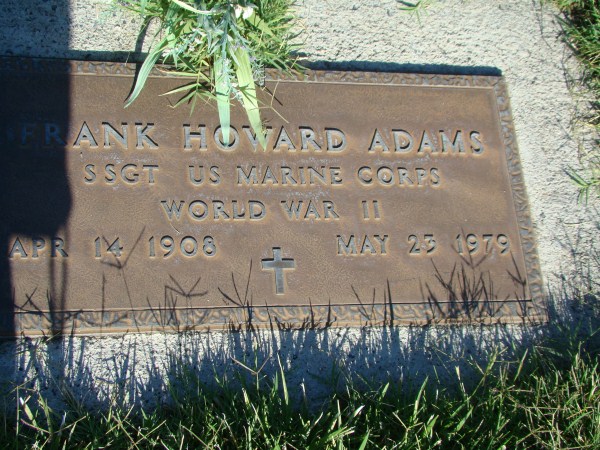 FRANK HOWARD ADAMS
SSGT US MARINE CORPS
WORLD WAR II
APR 14 1908 MAY 25 1979